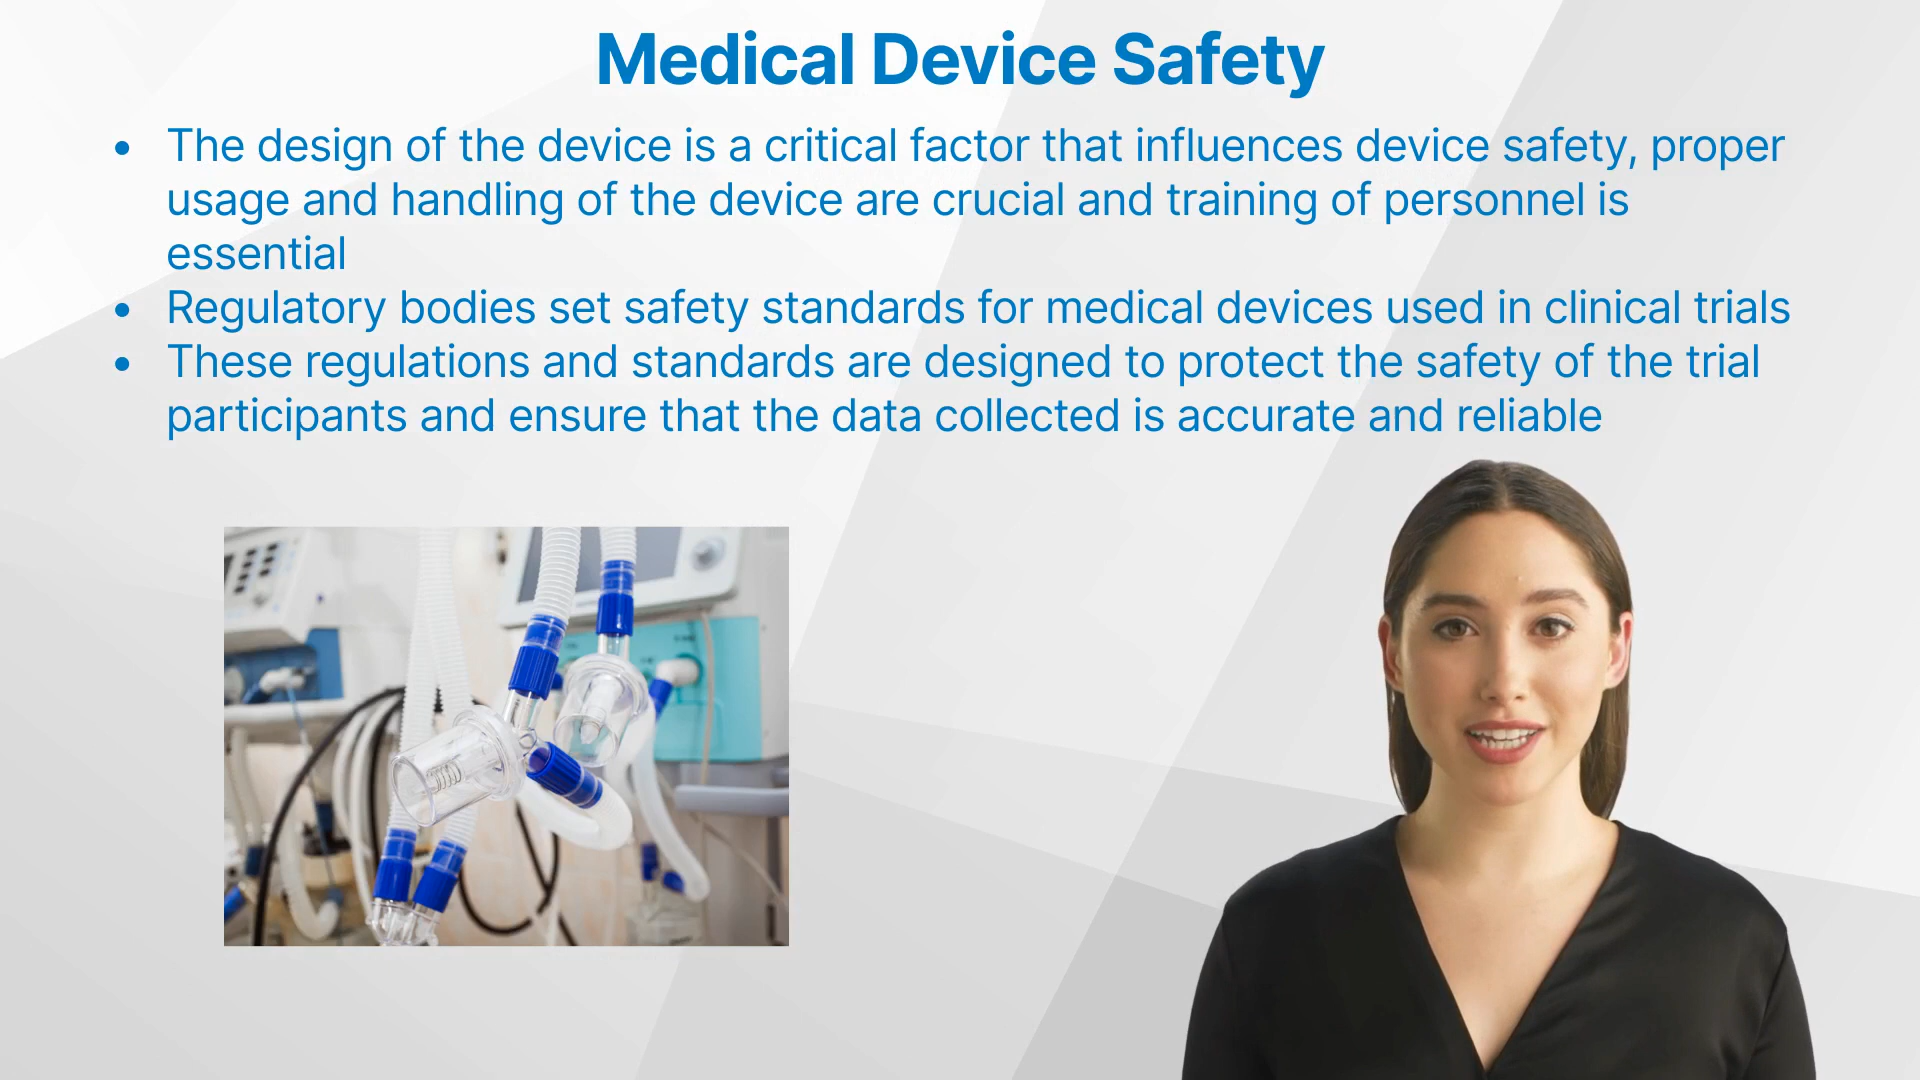 Medical Device Safety
• The design of the device is a critical factor that influences device safety, proper
usage and handling of the device are crucial and training of personnel is
essential
• Regulatory bodies set safety standards for medical devices used in clinical trials
• These regulations and standards are designed to protect the safety of the trial
participants and ensure that the data collected is accurate and reliable